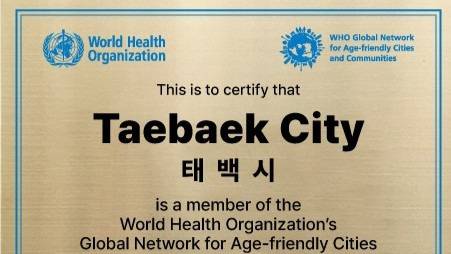 World Health
Organization
WHO Global Network
for Age-friendly Cities
and Communities
This is to certify that
Taebaek City
태백시
is a member of the
World Health Organization's
Global Network for Age-friendly Cities